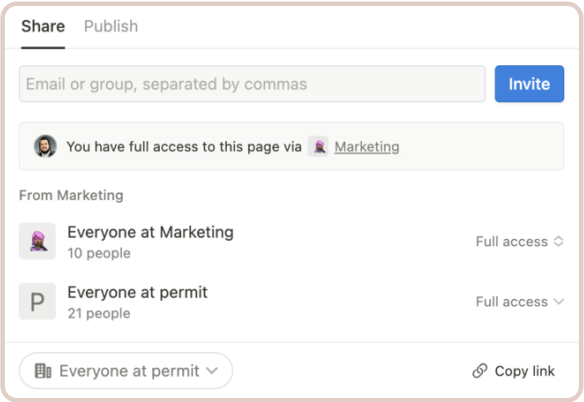 Share Publish
Email or group, separated by commas Invite
You have full access to this page via Marketing
From Marketing
Everyone at Marketing
10 people
Full access
P
Everyone at permit
21 people
Full access
Everyone at permit Copy link